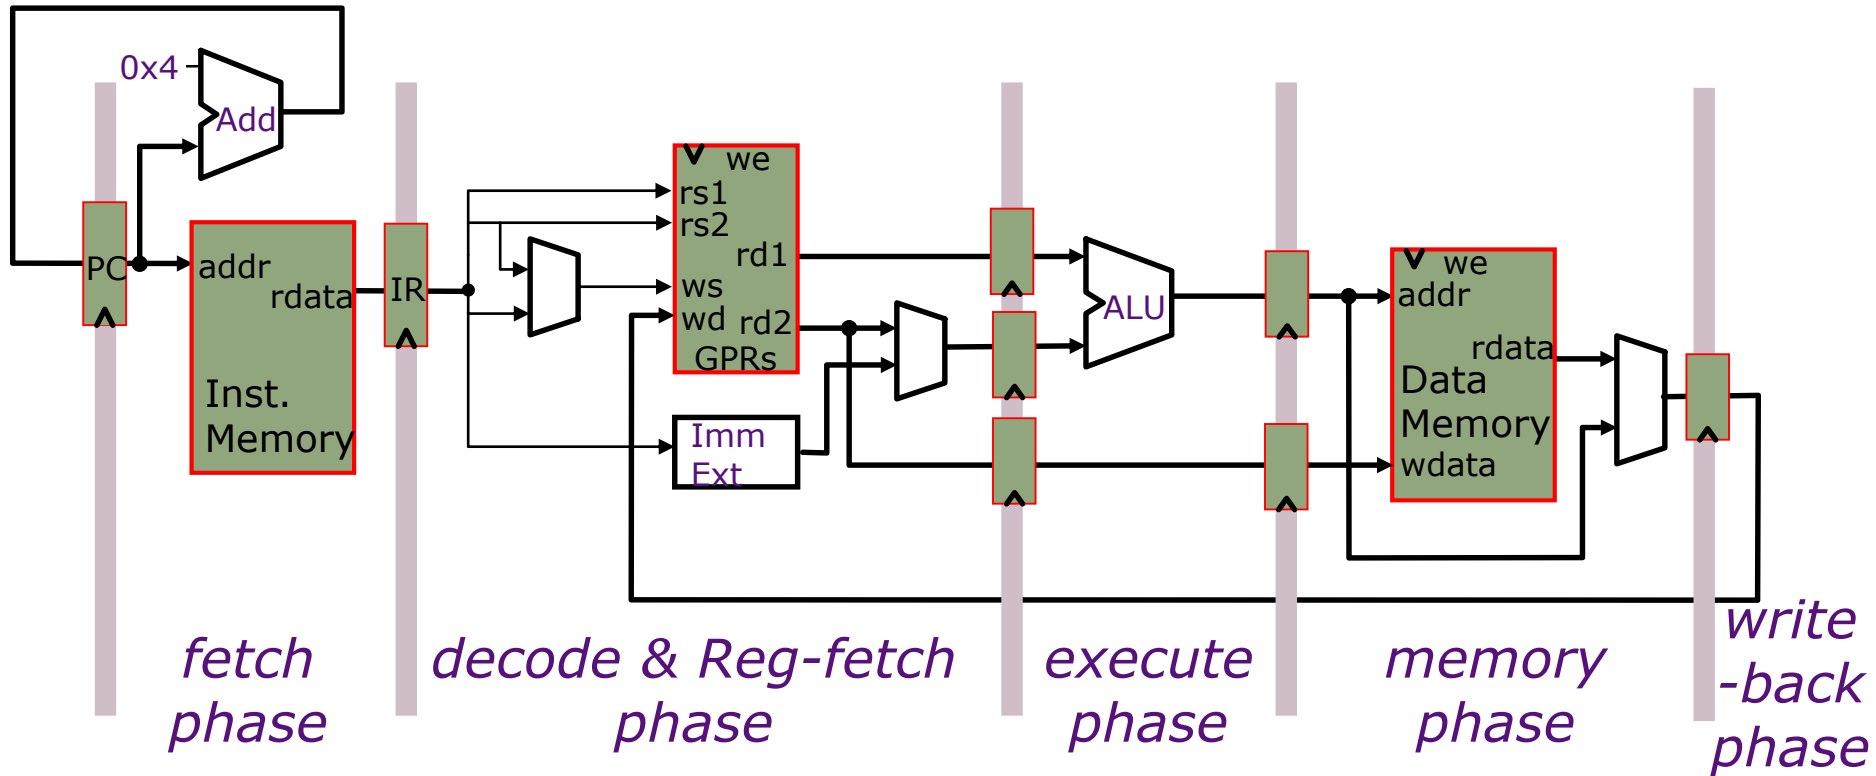 0x4
Add
PC
addr
rdata
Inst.
Memory
IR
we
rs1
rs2
rd1
ws
wd
rd2
GPRs
Imm
Ext
ALU
we
addr
rdata
Data
Memory
wdata
fetch
phase
decode & Reg-fetch
phase
execute
phase
memory
phase
write
-back
phase